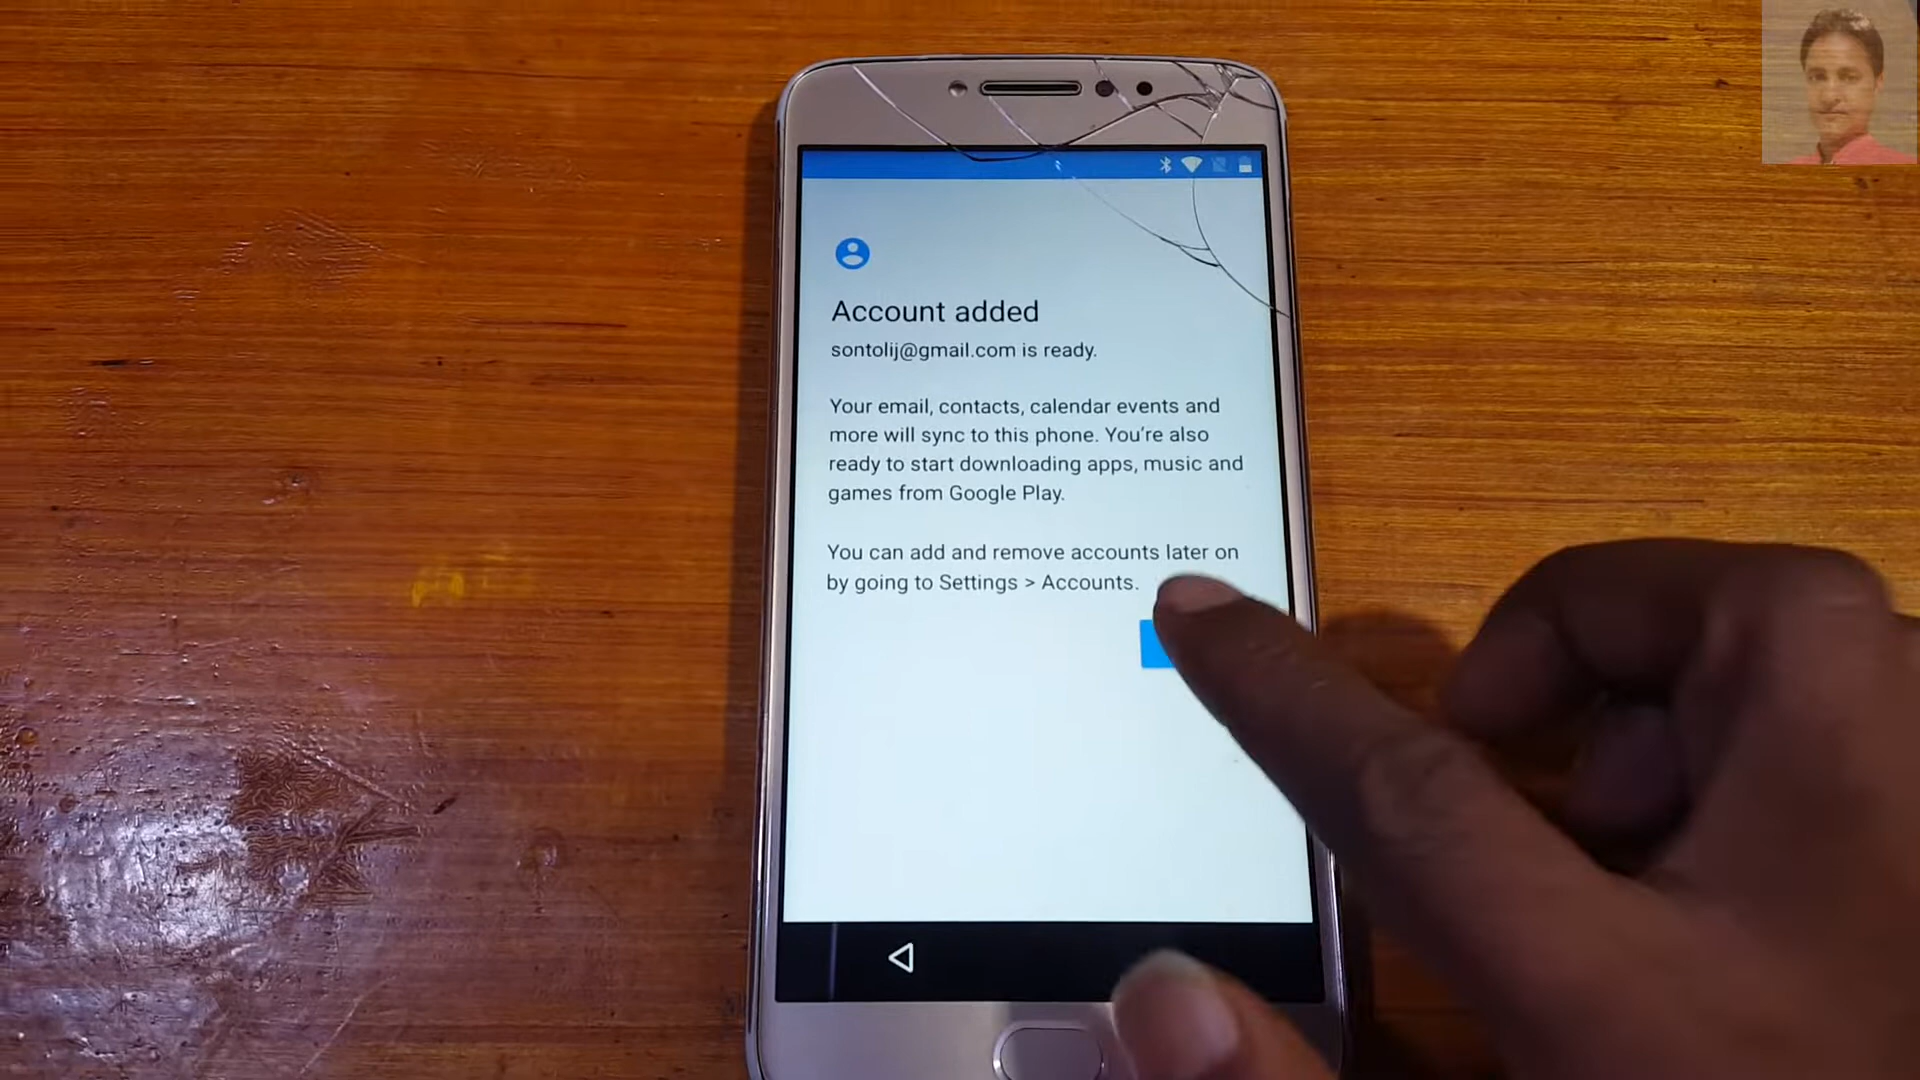 Account added
sontolij@gmail.com is ready.
Your email, contacts, calendar events and
more will sync to this phone. You're also
ready to start downloading apps, music and
games from Google Play.
You can add and remove accounts later on
by going to Settings > Accounts.